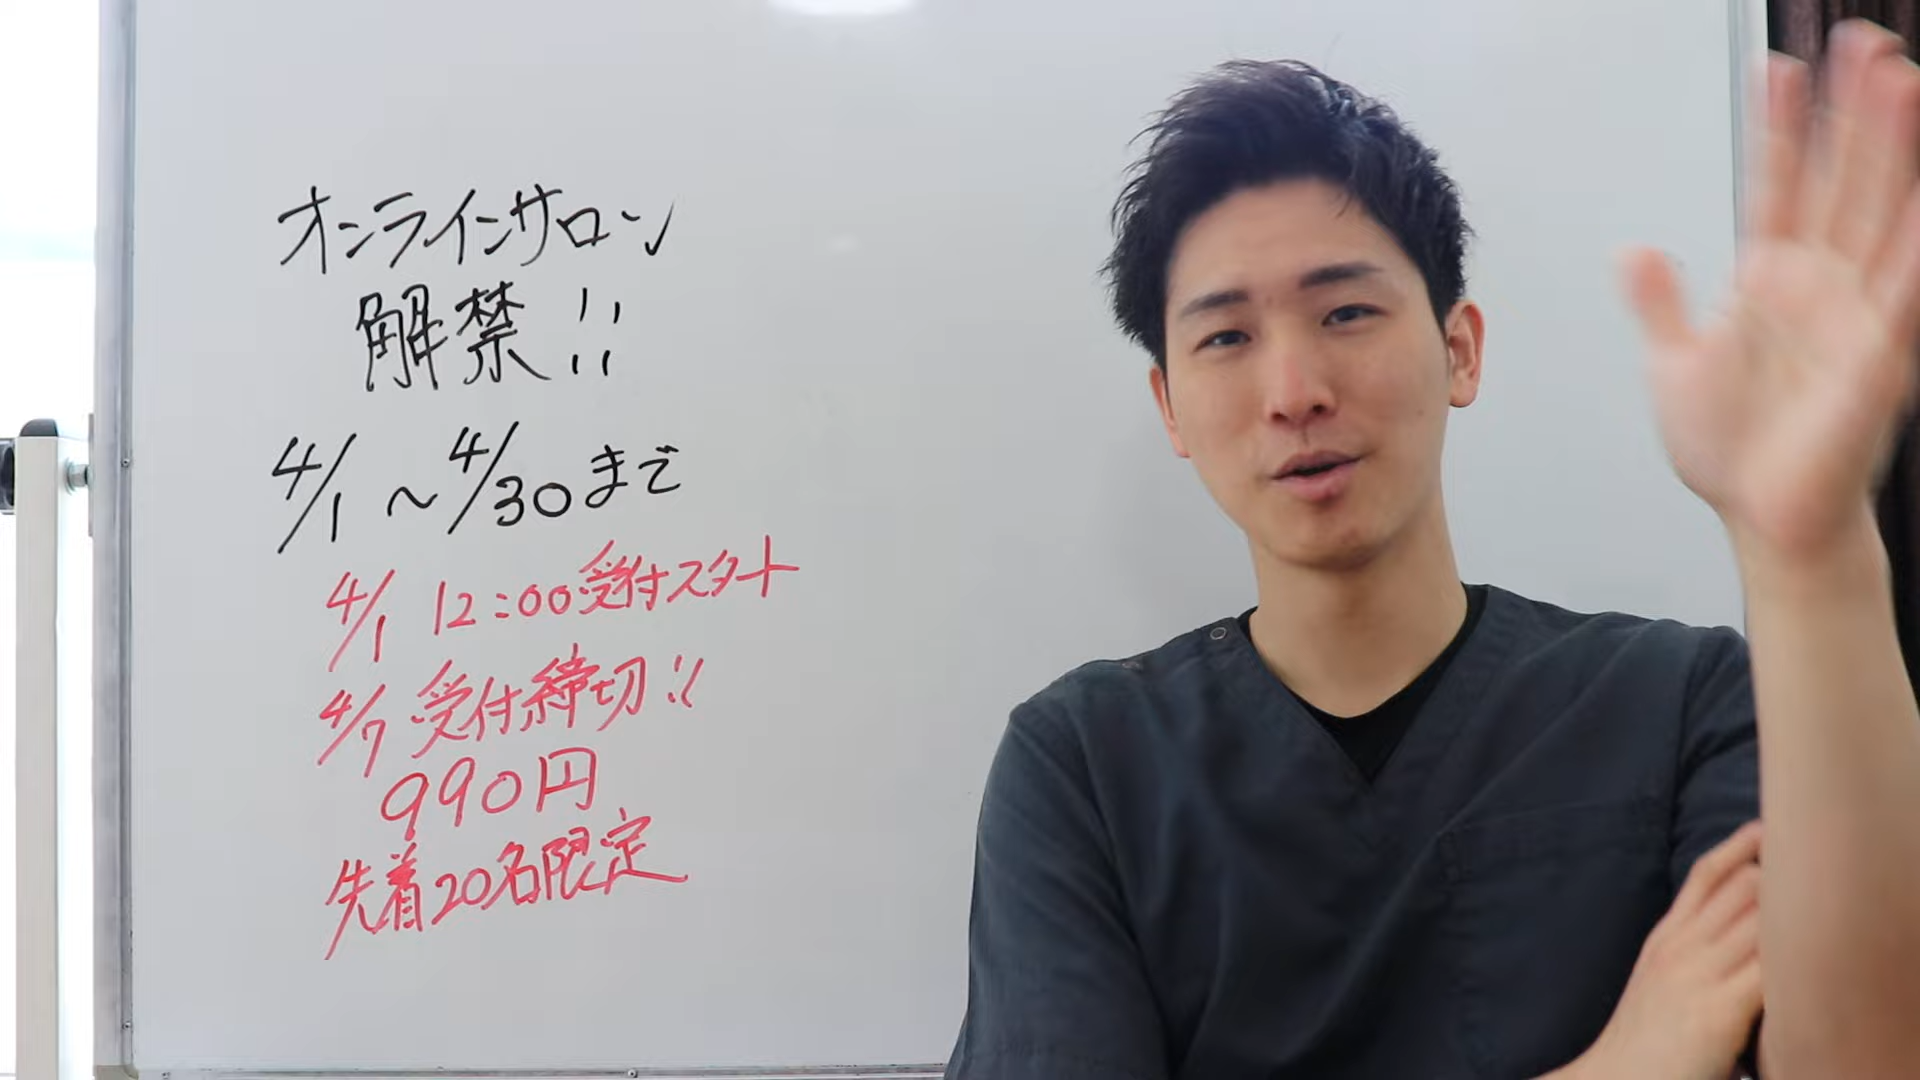 オンラインサロン
解禁!!
4/1~4/30まで
4/1 12:00受付スタート
4/7 受付締切!!
990円
先着20名限定